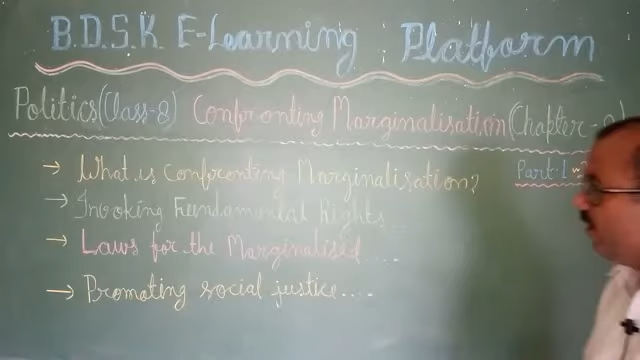 B.D.S.K. E-Learning Platform
Politics (Class-8) Confronting Marginalisation (Chapter-
Part-1
→ What is Confronting Marginalisation?
→ Invoking Fundamental Rights
→ Laws for the Marginalised....
→ Promoting social justice....